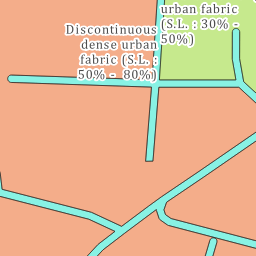 Discontinuous
dense urban
fabric (S.L. :
50% - 80%)
urban fabric
(S.L. : 30% -
50%)